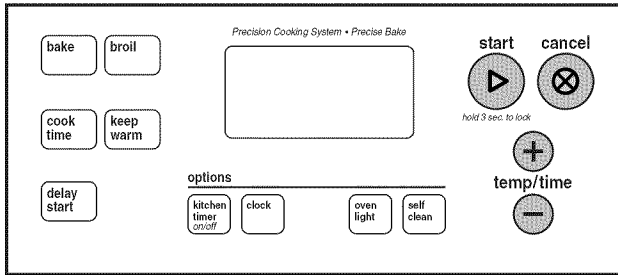 Precision Cooking System • Precise Bake
bake
broil
cook
time
keep
warm
delay
start
options
kitchen
timer
on/off
clock
oven
light
self
clean
start
cancel
hold 3 sec. to lock
temp/time